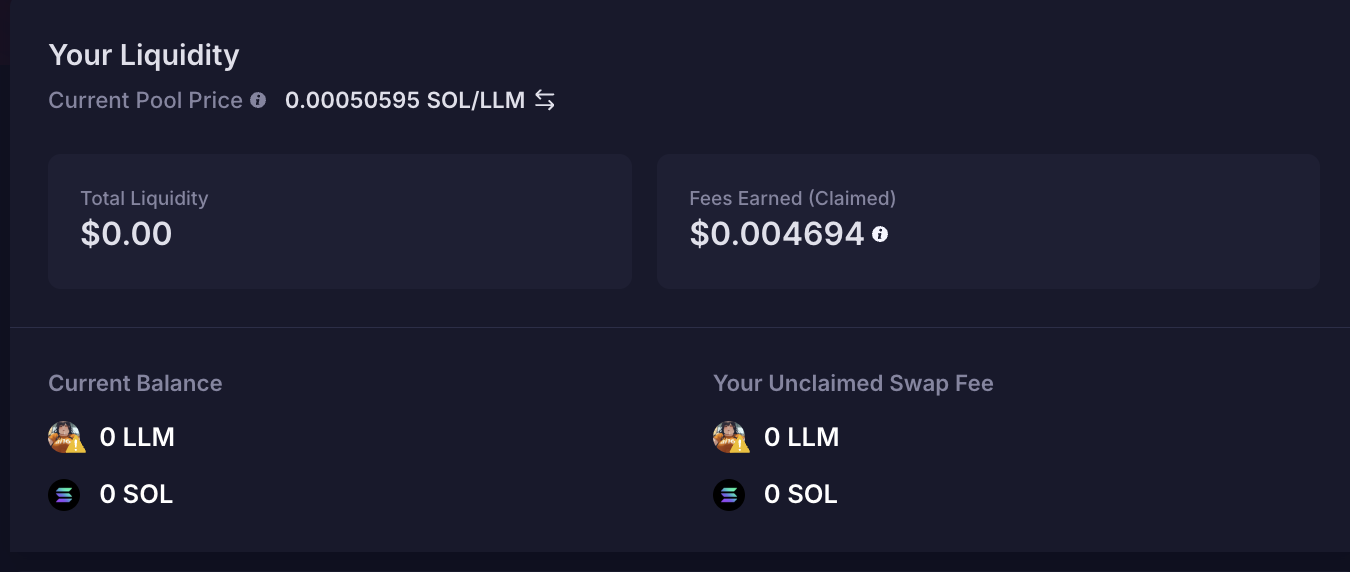 Your Liquidity
Current Pool Price 0.00050595 SOL/LLM
Total Liquidity
$0.00
Fees Earned (Claimed)
$0.004694
Current Balance
0 LLM
0 SOL
Your Unclaimed Swap Fee
0 LLM
0 SOL